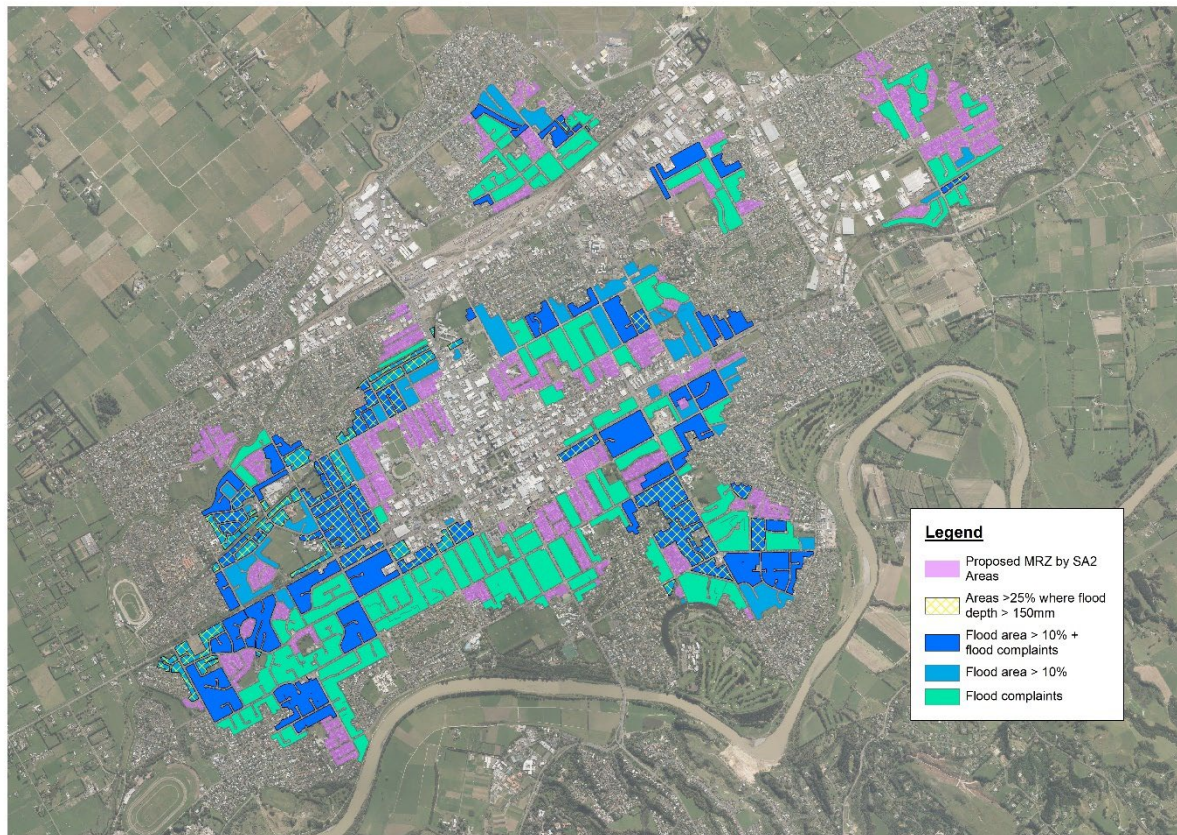 Legend
Proposed MRZ by SA2
Areas
Areas >25% where flood
depth > 150mm
Flood area > 10% +
flood complaints
Flood area > 10%
Flood complaints